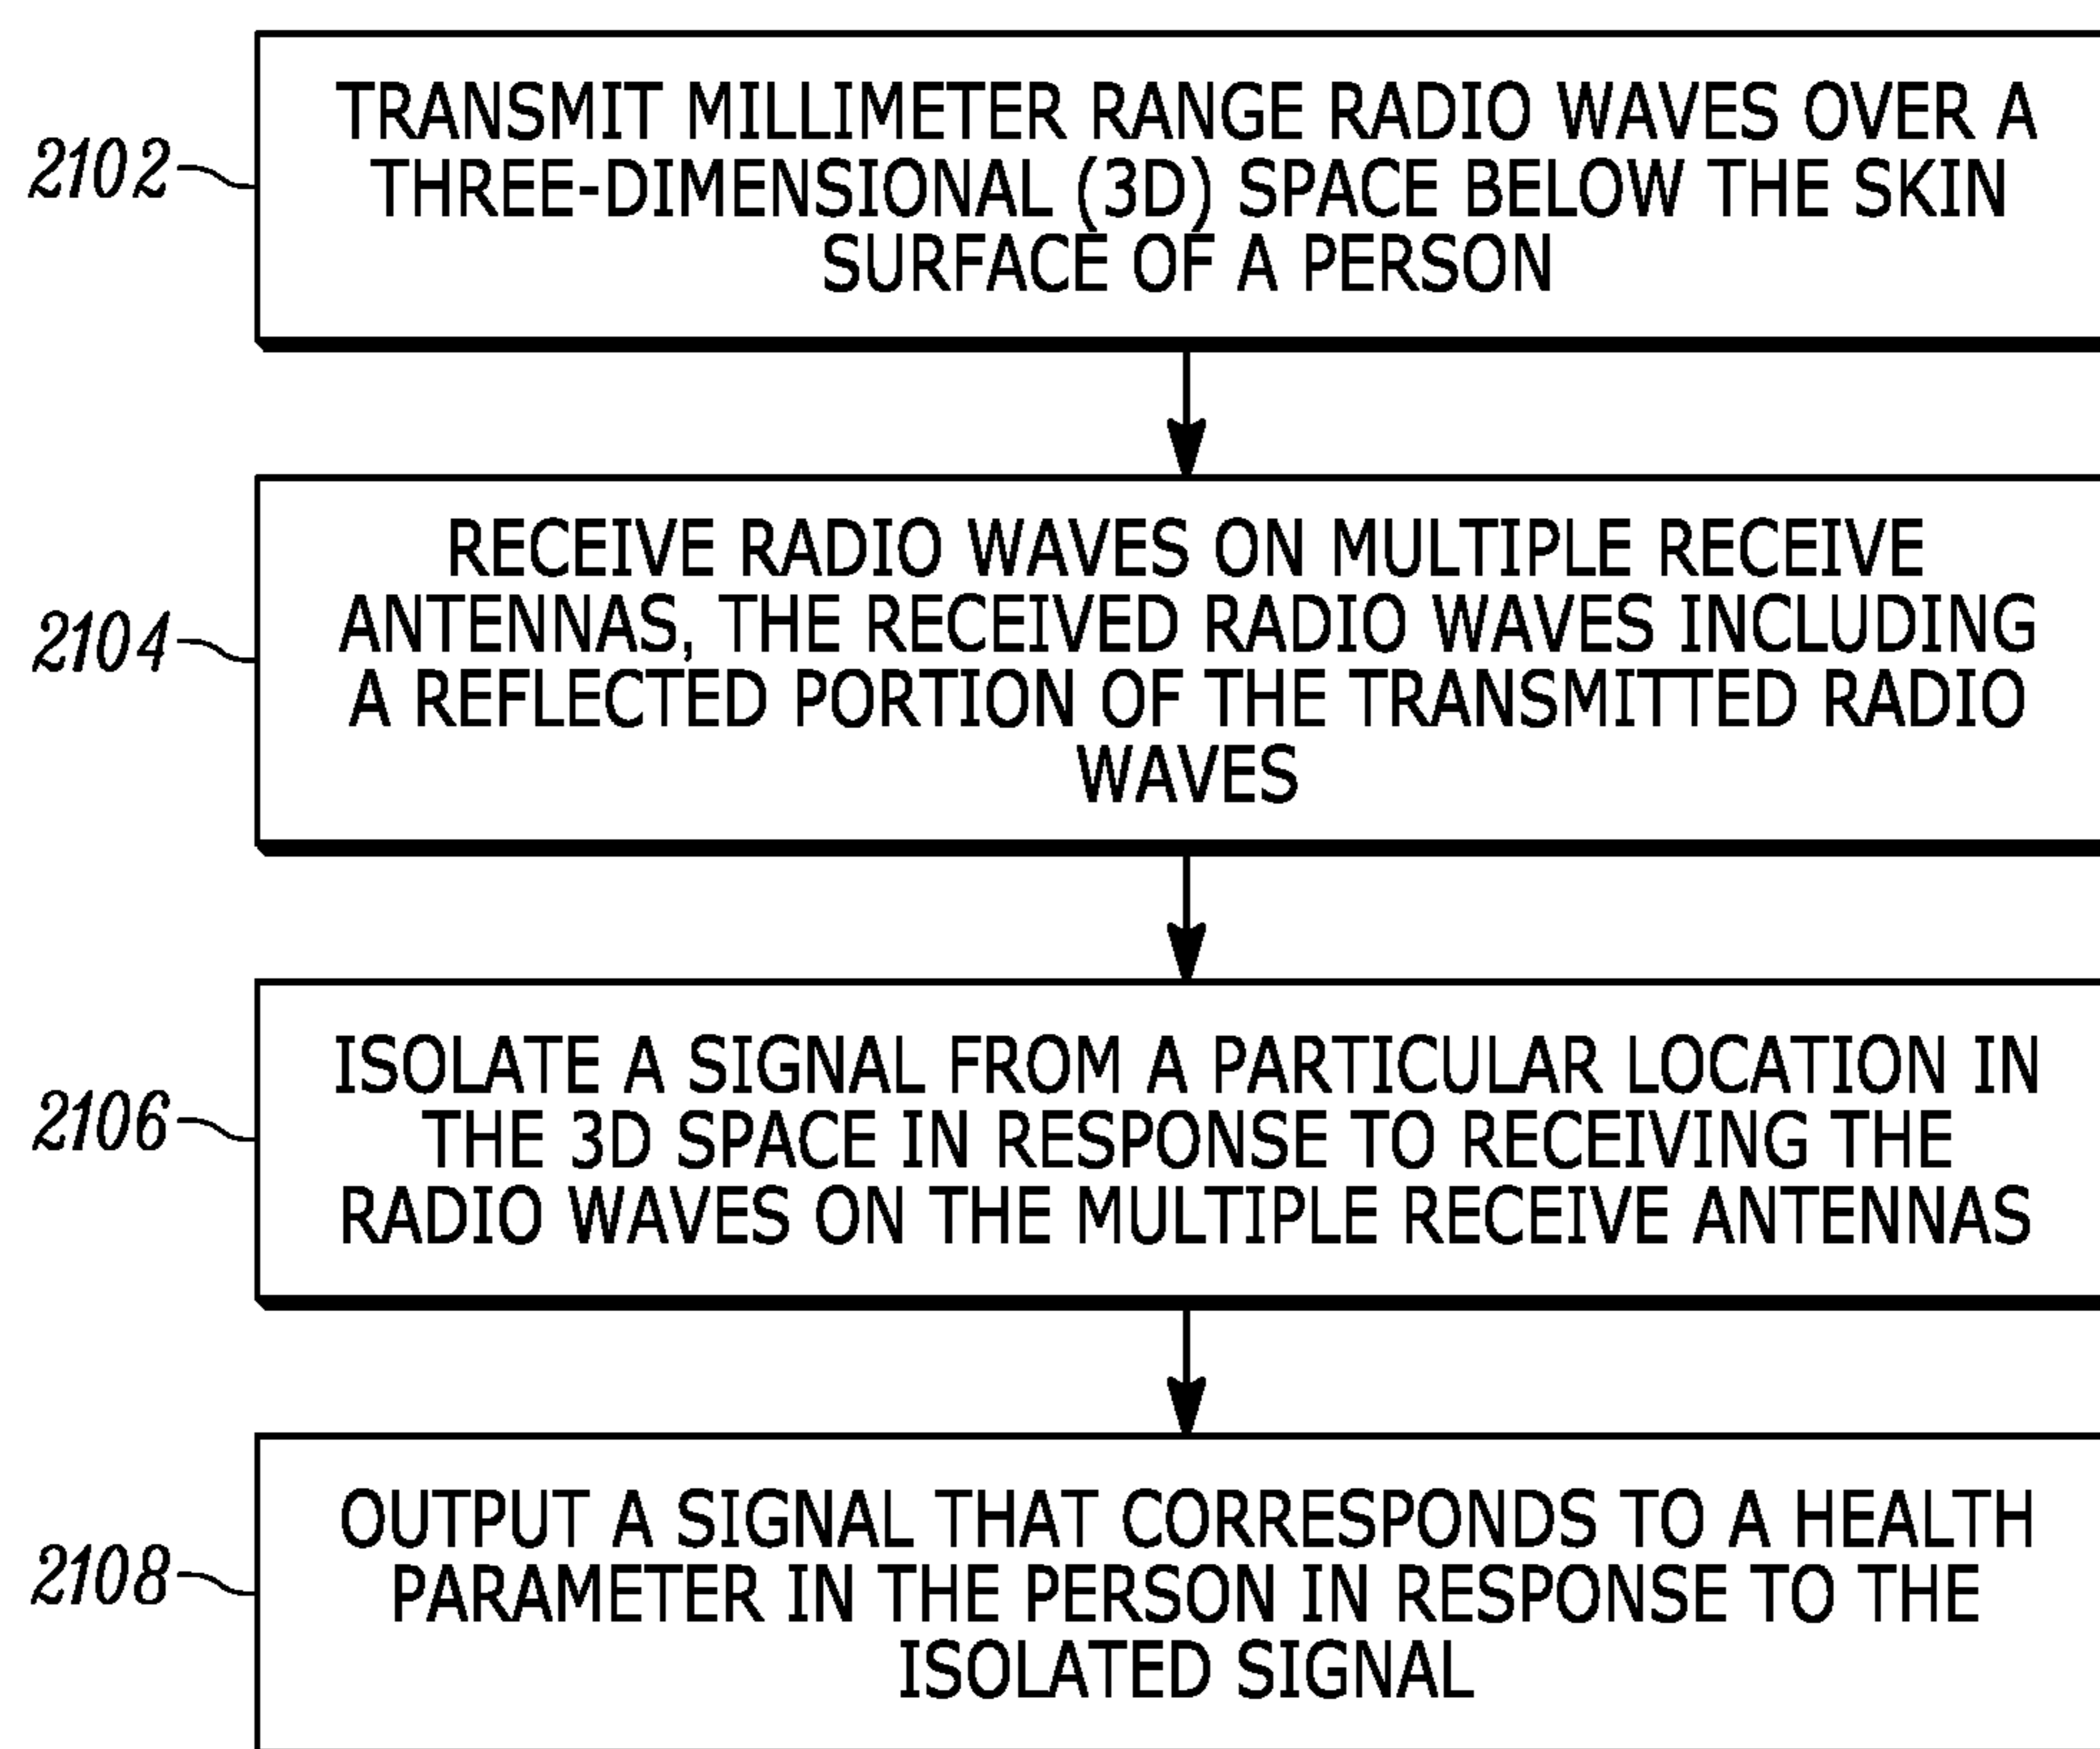 2102
TRANSMIT MILLIMETER RANGE RADIO WAVES OVER A
THREE-DIMENSIONAL (3D) SPACE BELOW THE SKIN
SURFACE OF A PERSON
2104
RECEIVE RADIO WAVES ON MULTIPLE RECEIVE
ANTENNAS, THE RECEIVED RADIO WAVES INCLUDING
A REFLECTED PORTION OF THE TRANSMITTED RADIO
WAVES
2106
ISOLATE A SIGNAL FROM A PARTICULAR LOCATION IN
THE 3D SPACE IN RESPONSE TO RECEIVING THE
RADIO WAVES ON THE MULTIPLE RECEIVE ANTENNAS
2108
OUTPUT A SIGNAL THAT CORRESPONDS TO A HEALTH
PARAMETER IN THE PERSON IN RESPONSE TO THE
ISOLATED SIGNAL